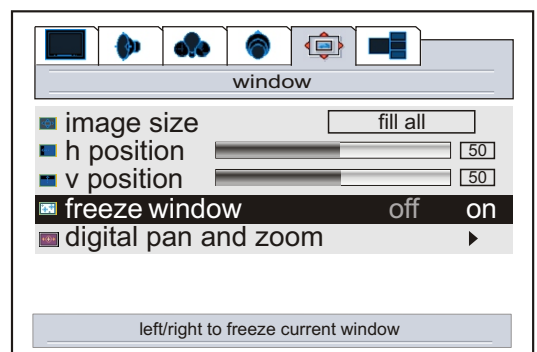 window
image size fill all
h position 50
v position 50
freeze window off on
digital pan and zoom
left/right to freeze current window